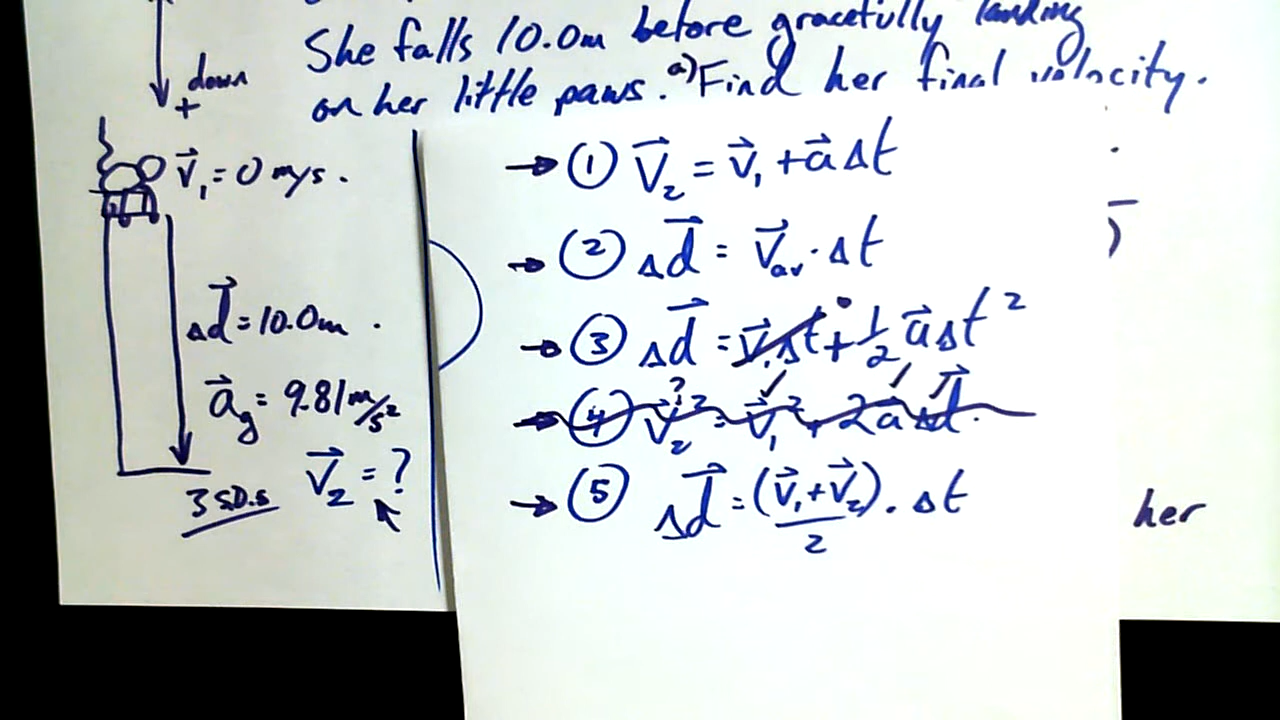 She falls 10.0m before gracefully landing
on her little paws. a) Find her final velocity.
down
+
v⃗₁ = 0 m/s.
Δd⃗ = 10.0m.
a⃗g = 9.81 m/s²
v⃗₂ = ?
3 S.D.s
→ ① v⃗₂ = v⃗₁ + a⃗Δt
→ ② Δd⃗ = v⃗av · Δt
→ ③ Δd⃗ = v⃗₁Δt + 1/2 a⃗Δt²
→ ④ v⃗₂² = v⃗₁² + 2a⃗Δd⃗.
→ ⑤ Δd⃗ = (v⃗₁ + v⃗₂)/2 · Δt
her